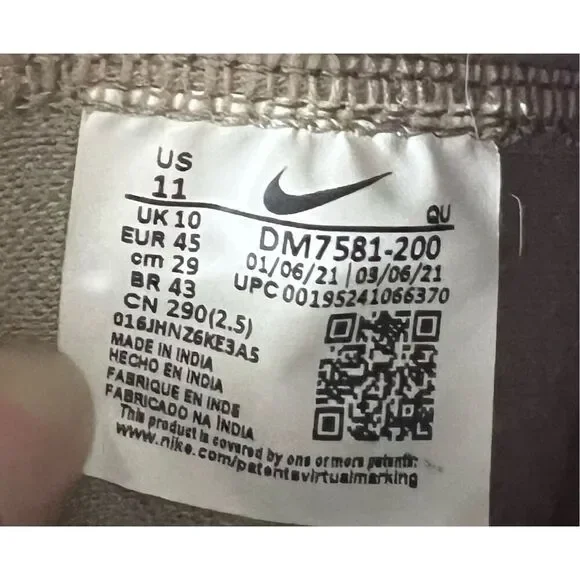 US
11
UK 10
EUR 45
cm 29
BR 43
CN 290(2.5)
016JHNZ6KE3A5
QU
DM7581-200
01/06/21 | 03/06/21
UPC 00195241066370
MADE IN INDIA
HECHO EN INDIA
FABRIQUE EN INDE
FABRICADO NA INDIA
This product is covered by one or more patents:
www.nike.com/patentsvirtualmarking